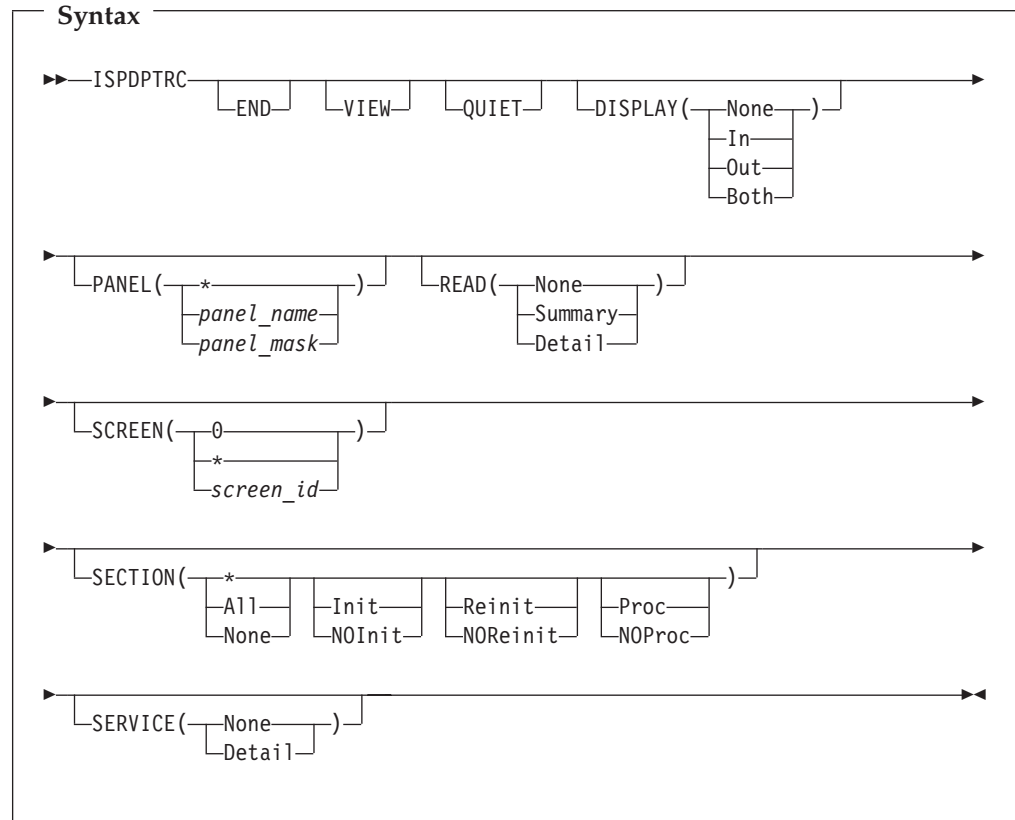 Syntax
ISPDPTRC END VIEW QUIET DISPLAY( None )
In
Out
Both
PANEL( * ) READ( None )
panel_name Summary
panel_mask Detail
SCREEN( 0 )
*
screen_id
SECTION( * )
All Init Reinit Proc
None NOInit NOReinit NOProc
SERVICE( None )
Detail